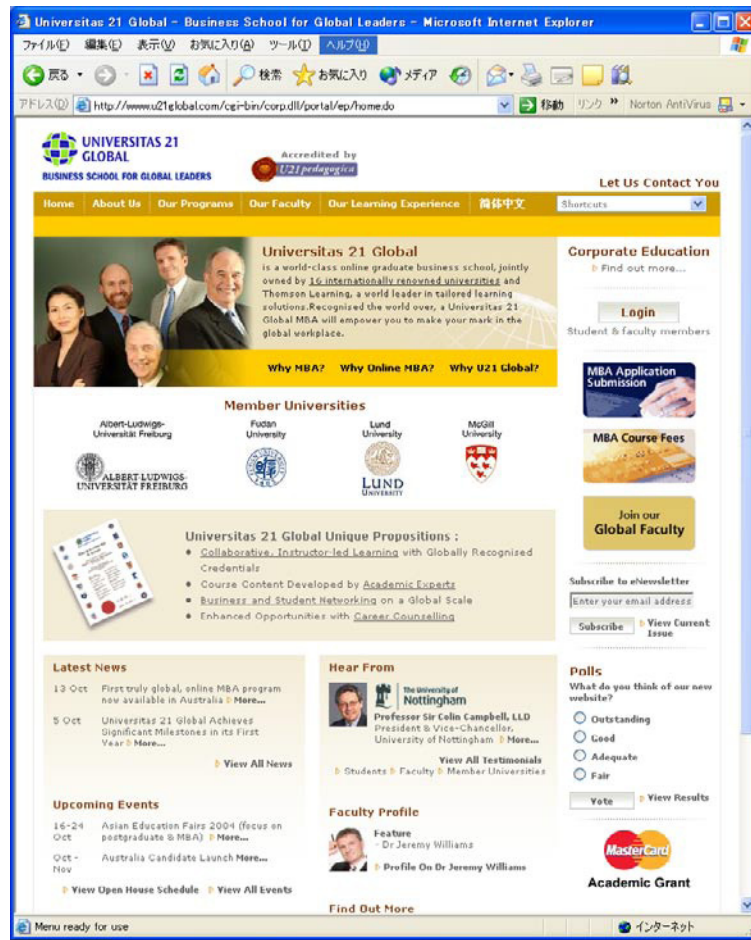 Universitas 21 Global - Business School for Global Leaders - Microsoft Internet Explorer
ファイル(F) 編集(E) 表示(V) お気に入り(A) ツール(T) ヘルプ(H)
戻る 検索 お気に入り メディア
アドレス(D) http://www.u21global.com/cgi-bin/corp.dll/portal/ep/home.do 移動 リンク » Norton AntiVirus
UNIVERSITAS 21
GLOBAL
BUSINESS SCHOOL FOR GLOBAL LEADERS
Accredited by
U21pedagogica
Let Us Contact You
Home About Us Our Programs Our Faculty Our Learning Experience 简体中文 Shortcuts
Universitas 21 Global
is a world-class online graduate business school, jointly
owned by 16 internationally renowned universities and
Thomson Learning, a world leader in tailored learning
solutions.Recognised the world over, a Universitas 21
Global MBA will empower you to make your mark in the
global workplace.
Why MBA? Why Online MBA? Why U21 Global?
Corporate Education
Find out more...
Login
Student & faculty members
MBA Application
Submission
MBA Course Fees
Join our
Global Faculty
Subscribe to eNewsletter
Enter your email address
Subscribe View Current
Issue
Polls
What do you think of our new
website?
Outstanding
Good
Adequate
Fair
Vote View Results
MasterCard
Academic Grant
Member Universities
Albert-Ludwigs-
Universität Freiburg
Fudan
University
Lund
University
McGill
University
ALBERT-LUDWIGS-
UNIVERSITÄT FREIBURG
LUND
UNIVERSITY
Universitas 21 Global Unique Propositions :
Collaborative, Instructor-led Learning with Globally Recognised
Credentials
Course Content Developed by Academic Experts
Business and Student Networking on a Global Scale
Enhanced Opportunities with Career Counselling
Latest News
13 Oct First truly global, online MBA program
now available in Australia More...
5 Oct Universitas 21 Global Achieves
Significant Milestones in its First
Year More...
View All News
Upcoming Events
16-24 Oct Asian Education Fairs 2004 (focus on
postgraduate & MBA) More...
Oct - Nov Australia Candidate Launch More...
View Open House Schedule View All Events
Hear From
The University of
Nottingham
Professor Sir Colin Campbell, LLD
President & Vice-Chancellor,
University of Nottingham More...
View All Testimonials
Students Faculty Member Universities
Faculty Profile
Feature
- Dr Jeremy Williams
Profile On Dr Jeremy Williams
Find Out More
Menu ready for use インターネット